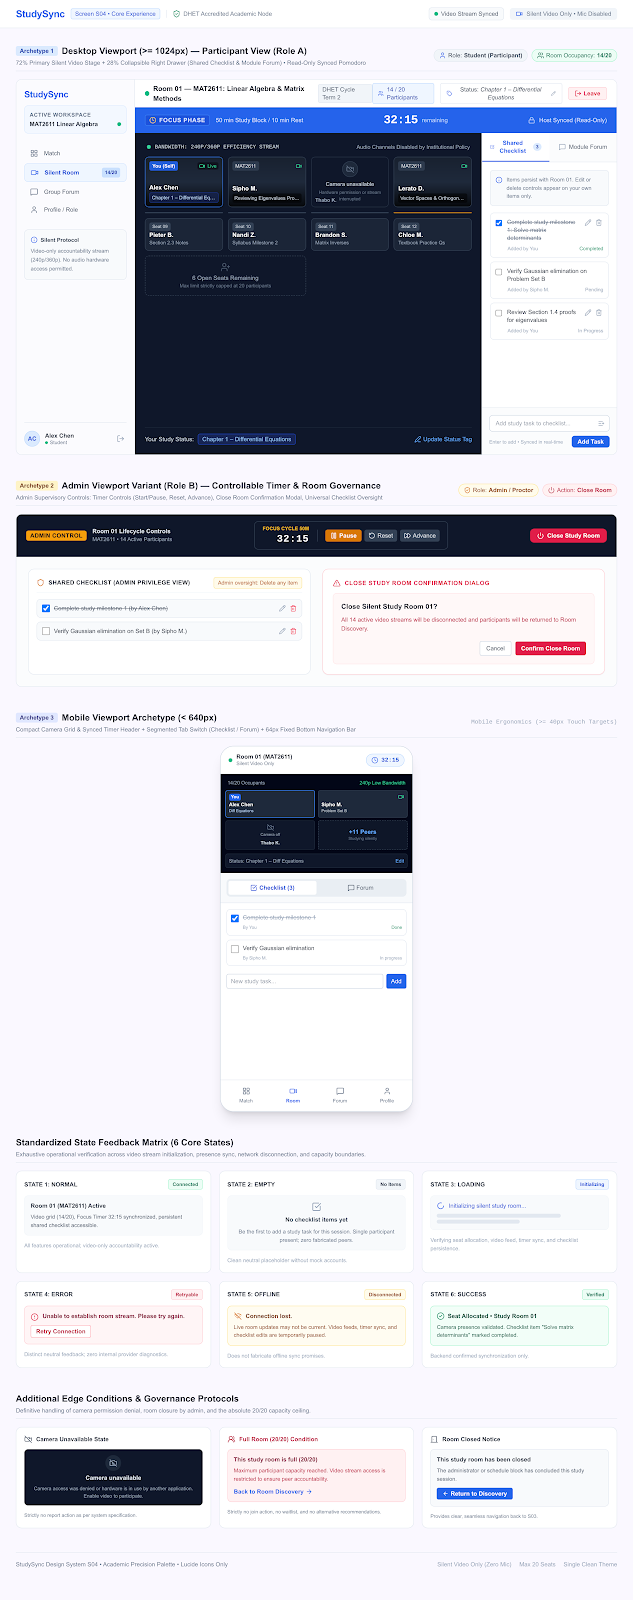 StudySync
Screen S04 • Core Experience
DHET Accredited Academic Node
Video Stream Synced
Silent Video Only • Mic Disabled
Archetype 1
Desktop Viewport (>= 1024px) — Participant View (Role A)
72% Primary Silent Video Stage + 28% Collapsible Right Drawer (Shared Checklist & Module Forum) • Read-Only Synced Pomodoro
Role: Student (Participant)
Room Occupancy: 14/20
StudySync
ACTIVE WORKSPACE
MAT2611 Linear Algebra
Match
Silent Room
14/20
Group Forum
Profile / Role
Silent Protocol
Video-only accountability stream
(240p/360p). No audio hardware
access permitted.
AC
Alex Chen
Student
Room 01 — MAT2611: Linear Algebra & Matrix
Methods
DHET Cycle
Term 2
14 / 20
Participants
Status: Chapter 1 – Differential
Equations
Leave
FOCUS PHASE
50 min Study Block / 10 min Rest
32:15 remaining
Host Synced (Read-Only)
BANDWIDTH: 240P/360P EFFICIENCY STREAM
Audio Channels Disabled by Institutional Policy
You (Self)
Live
Alex Chen
Chapter 1 – Differential Eq...
MAT2611
Sipho M.
Reviewing Eigenvalues Pro...
Camera unavailable
Hardware permission or stream
interrupted
Thabo K.
MAT2611
Lerato D.
Vector Spaces & Orthogon...
Seat 09
Pieter B.
Section 2.3 Notes
Seat 10
Nandi Z.
Syllabus Milestone 2
Seat 11
Brandon S.
Matrix Inverses
Seat 12
Chloe M.
Textbook Practice Qs
6 Open Seats Remaining
Max limit strictly capped at 20 participants
Your Study Status:
Chapter 1 – Differential Equations
Update Status Tag
Shared
Checklist
3
Module Forum
Items persist with Room 01. Edit or
delete controls appear on your own
items only.
Complete study milestone
1: Solve matrix
determinants
Added by You
Completed
Verify Gaussian elimination on
Problem Set B
Added by Sipho M.
Pending
Review Section 1.4 proofs
for eigenvalues
Added by You
In Progress
Add study task to checklist...
Enter to add • Synced in real-time
Add Task
Archetype 2
Admin Viewport Variant (Role B) — Controllable Timer & Room Governance
Admin Supervisory Controls: Timer Controls (Start/Pause, Reset, Advance), Close Room Confirmation Modal, Universal Checklist Oversight
Role: Admin / Proctor
Action: Close Room
ADMIN CONTROL
Room 01 Lifecycle Controls
MAT2611 • 14 Active Participants
FOCUS CYCLE 50M
32:15
Pause
Reset
Advance
Close Study Room
SHARED CHECKLIST (ADMIN PRIVILEGE VIEW)
Admin oversight: Delete any item
Complete study milestone 1 (by Alex Chen)
Verify Gaussian elimination on Set B (by Sipho M.)
CLOSE STUDY ROOM CONFIRMATION DIALOG
Close Silent Study Room 01?
All 14 active video streams will be disconnected and participants will be returned to Room
Discovery.
Cancel
Confirm Close Room
Archetype 3
Mobile Viewport Archetype (< 640px)
Compact Camera Grid & Synced Timer Header + Segmented Tab Switch (Checklist / Forum) + 64px Fixed Bottom Navigation Bar
Mobile Ergonomics (>= 40px Touch Targets)
Room 01 (MAT2611)
Silent Video Only
32:15
14/20 Occupants
240p Low Bandwidth
You
Alex Chen
Diff Equations
Sipho M.
Problem Set B
Camera off
Thabo K.
+11 Peers
Studying silently
Status: Chapter 1 – Diff Equations
Edit
Checklist (3)
Forum
Complete study milestone 1
By You
Done
Verify Gaussian elimination
By Sipho M.
In progress
New study task...
Add
Match
Room
Forum
Profile
Standardized State Feedback Matrix (6 Core States)
Exhaustive operational verification across video stream initialization, presence sync, network disconnection, and capacity boundaries.
STATE 1: NORMAL
Connected
Room 01 (MAT2611) Active
Video grid (14/20), Focus Timer 32:15 synchronized, persistent
shared checklist accessible.
All features operational; video-only accountability active.
STATE 2: EMPTY
No Items
No checklist items yet
Be the first to add a study task for this session. Single participant
present; zero fabricated peers.
Clean neutral placeholder without mock accounts.
STATE 3: LOADING
Initializing
Initializing silent study room...
Verifying seat allocation, video feed, timer sync, and checklist
persistence.
STATE 4: ERROR
Retryable
Unable to establish room stream. Please try again.
Retry Connection
Distinct neutral feedback; zero internal provider diagnostics.
STATE 5: OFFLINE
Disconnected
Connection lost.
Live room updates may not be current. Video feeds, timer sync, and
checklist edits are temporarily paused.
Does not fabricate offline sync promises.
STATE 6: SUCCESS
Verified
Seat Allocated • Study Room 01
Camera presence validated. Checklist item "Solve matrix
determinants" marked completed.
Backend confirmed synchronization only.
Additional Edge Conditions & Governance Protocols
Definitive handling of camera permission denial, room closure by admin, and the absolute 20/20 capacity ceiling.
Camera Unavailable State
Camera unavailable
Camera access was denied or hardware is in use by another application.
Enable video to participate.
Strictly no report action as per system specification.
Full Room (20/20) Condition
This study room is full (20/20)
Maximum participant capacity reached. Video stream access is
restricted to ensure peer accountability.
Back to Room Discovery →
Strictly no join action, no waitlist, and no alternative recommendations.
Room Closed Notice
This study room has been closed
The administrator or schedule block has concluded this study
session.
← Return to Discovery
Provides clear, seamless navigation back to S03.
StudySync Design System S04 • Academic Precision Palette • Lucide Icons Only
Silent Video Only (Zero Mic)
Max 20 Seats
Single Clean Theme